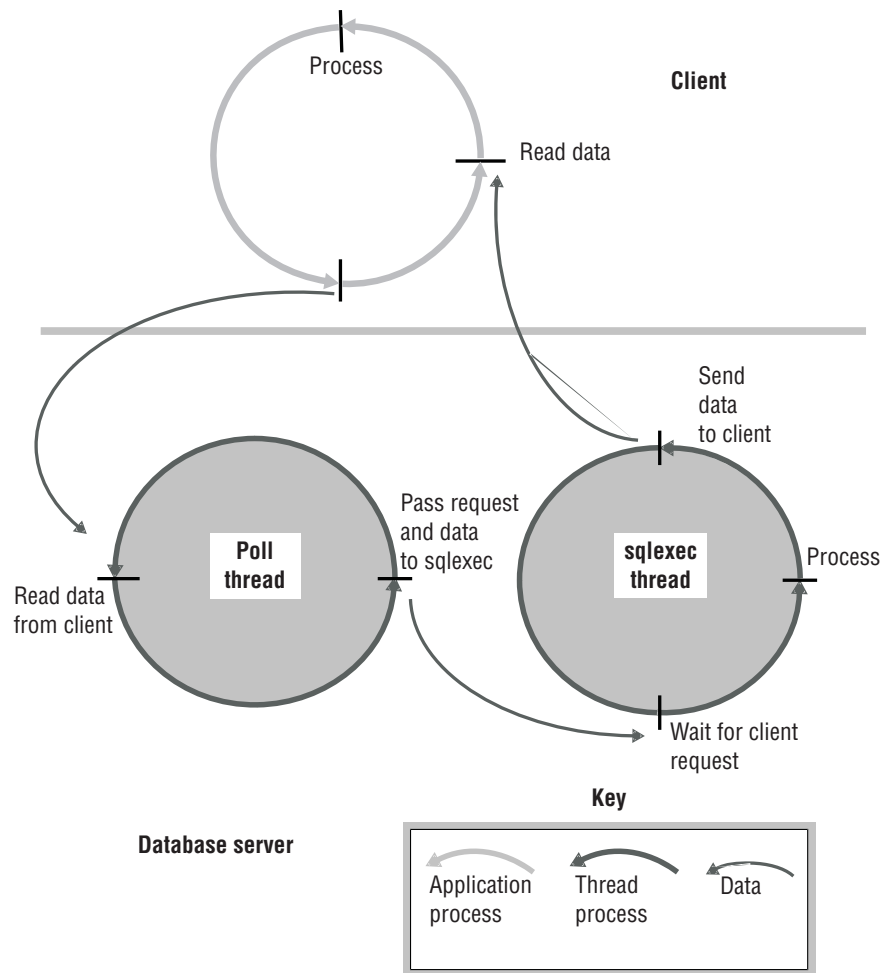 Process
Client
Read data
Send
data
to client
Pass request
and data
to sqlexec
Poll
thread
sqlexec
thread
Process
Read data
from client
Wait for client
request
Key
Database server
Application
process
Thread
process
Data